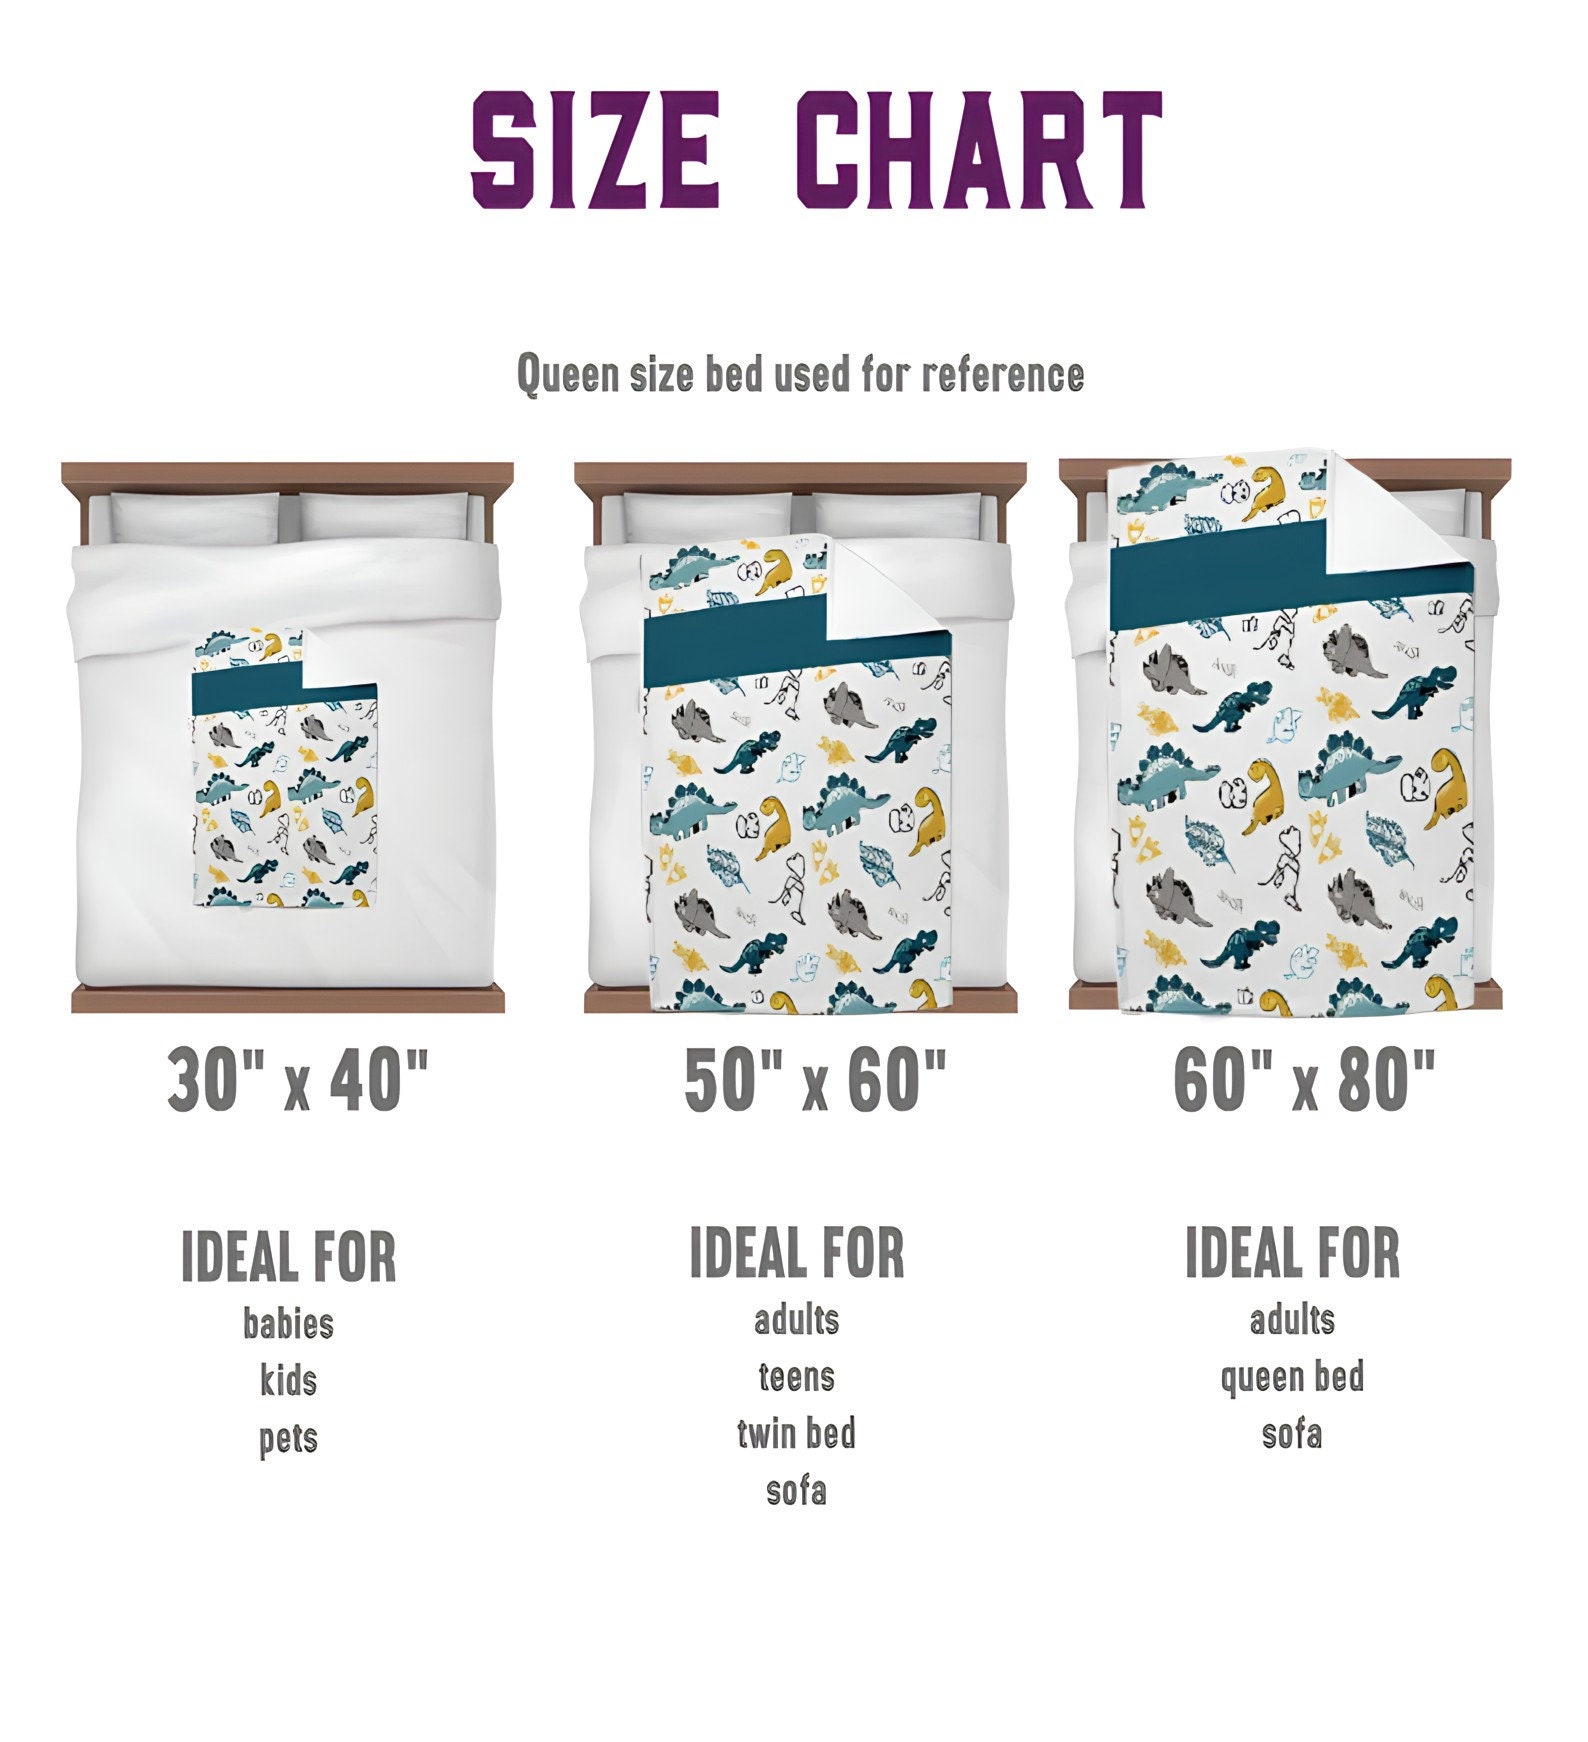 SIZE CHART
Queen size bed used for reference
30" x 40"
50" x 60"
60" x 80"
IDEAL FOR
babies
kids
pets
IDEAL FOR
adults
teens
twin bed
sofa
IDEAL FOR
adults
queen bed
sofa